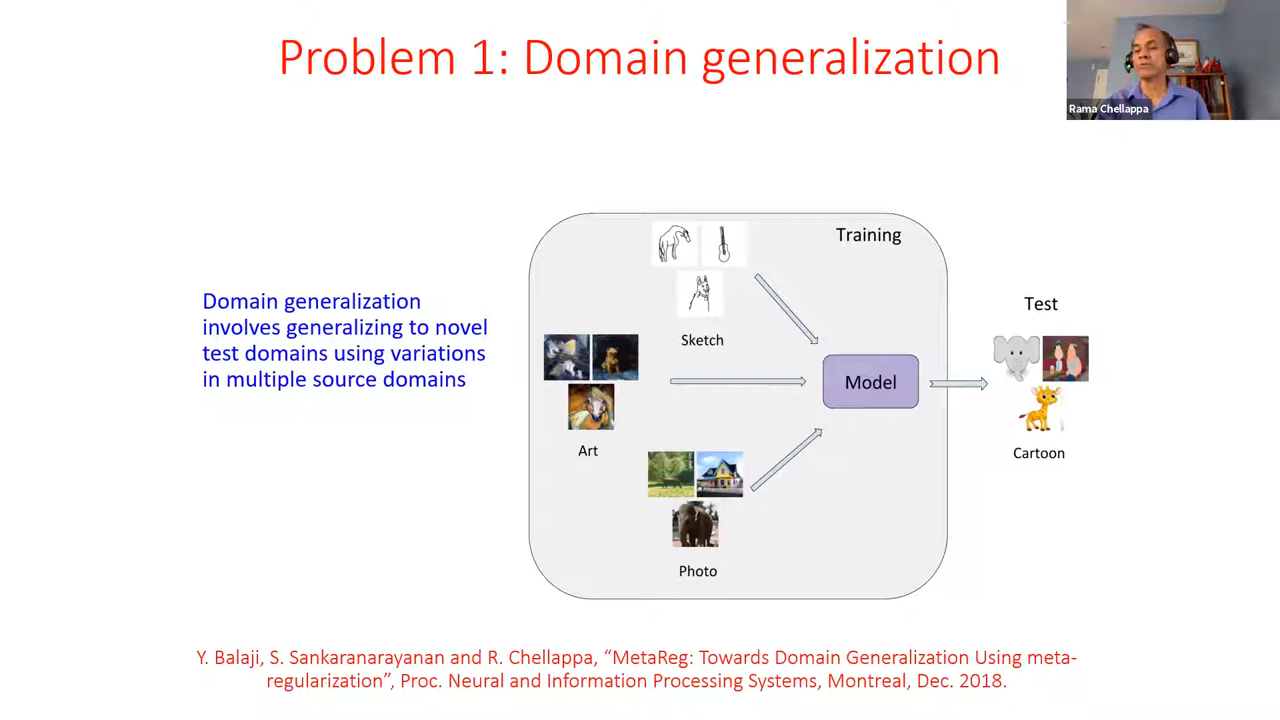 Problem 1: Domain generalization
Rama Chellappa
Training
Domain generalization
involves generalizing to novel
test domains using variations
in multiple source domains
Sketch
Art
Photo
Model
Test
Cartoon
Y. Balaji, S. Sankaranarayanan and R. Chellappa, “MetaReg: Towards Domain Generalization Using meta-
regularization”, Proc. Neural and Information Processing Systems, Montreal, Dec. 2018.